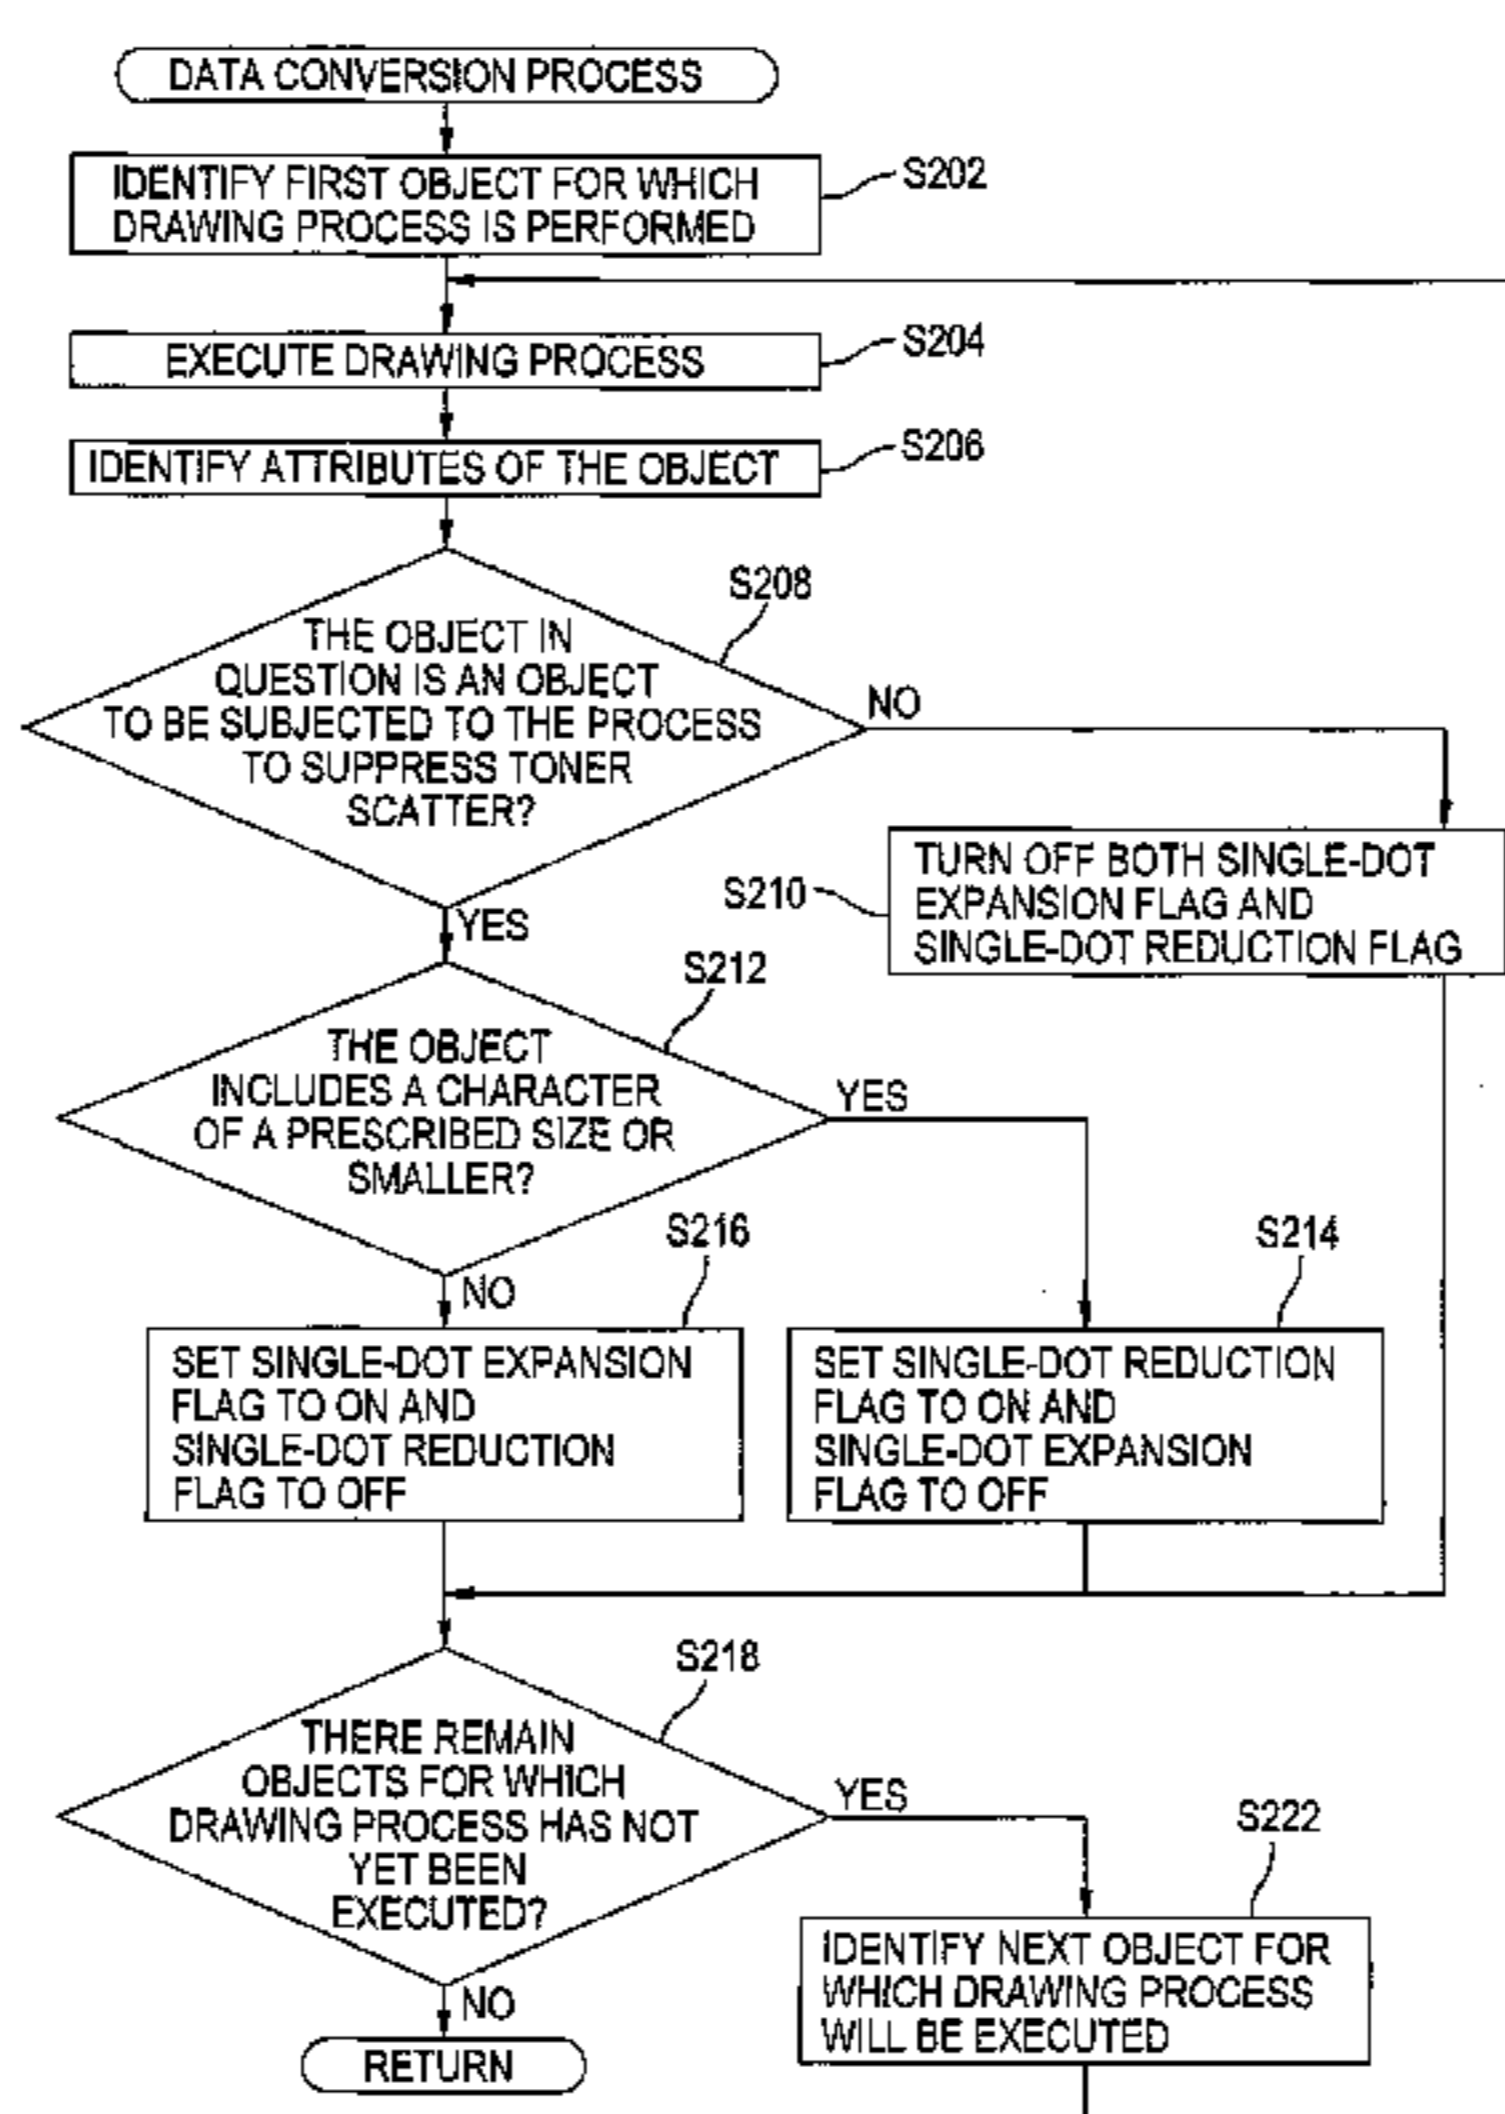 DATA CONVERSION PROCESS
IDENTIFY FIRST OBJECT FOR WHICH
DRAWING PROCESS IS PERFORMED
S202
EXECUTE DRAWING PROCESS
S204
IDENTIFY ATTRIBUTES OF THE OBJECT
S206
S208
THE OBJECT IN
QUESTION IS AN OBJECT
TO BE SUBJECTED TO THE PROCESS
TO SUPPRESS TONER
SCATTER?
NO
YES
S210
TURN OFF BOTH SINGLE-DOT
EXPANSION FLAG AND
SINGLE-DOT REDUCTION FLAG
S212
THE OBJECT
INCLUDES A CHARACTER
OF A PRESCRIBED SIZE OR
SMALLER?
YES
NO
S216
SET SINGLE-DOT EXPANSION
FLAG TO ON AND
SINGLE-DOT REDUCTION
FLAG TO OFF
S214
SET SINGLE-DOT REDUCTION
FLAG TO ON AND
SINGLE-DOT EXPANSION
FLAG TO OFF
S218
THERE REMAIN
OBJECTS FOR WHICH
DRAWING PROCESS HAS NOT
YET BEEN
EXECUTED?
YES
NO
S222
IDENTIFY NEXT OBJECT FOR
WHICH DRAWING PROCESS
WILL BE EXECUTED
RETURN